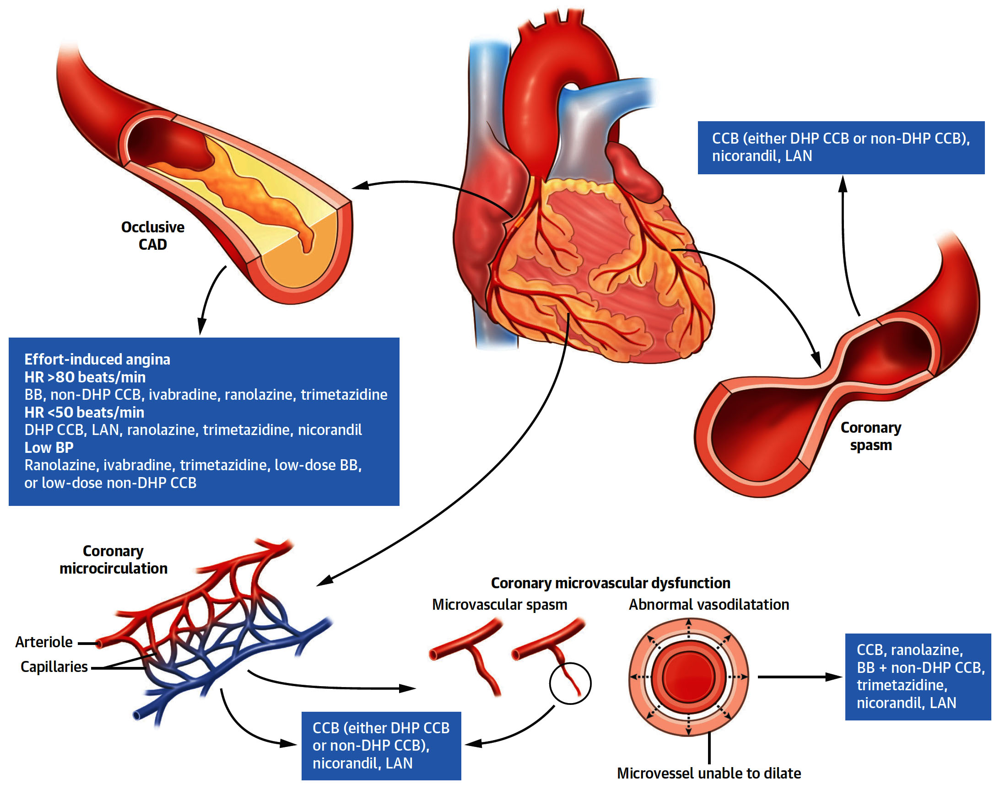 CCB (either DHP CCB or non-DHP CCB),
nicorandil, LAN
Occlusive
CAD
Effort-induced angina
HR >80 beats/min
BB, non-DHP CCB, ivabradine, ranolazine, trimetazidine
HR <50 beats/min
DHP CCB, LAN, ranolazine, trimetazidine, nicorandil
Low BP
Ranolazine, ivabradine, trimetazidine, low-dose BB,
or low-dose non-DHP CCB
Coronary
spasm
Coronary
microcirculation
Arteriole
Capillaries
Coronary microvascular dysfunction
Microvascular spasm
Abnormal vasodilatation
CCB, ranolazine,
BB + non-DHP CCB,
trimetazidine,
nicorandil, LAN
CCB (either DHP CCB
or non-DHP CCB),
nicorandil, LAN
Microvessel unable to dilate